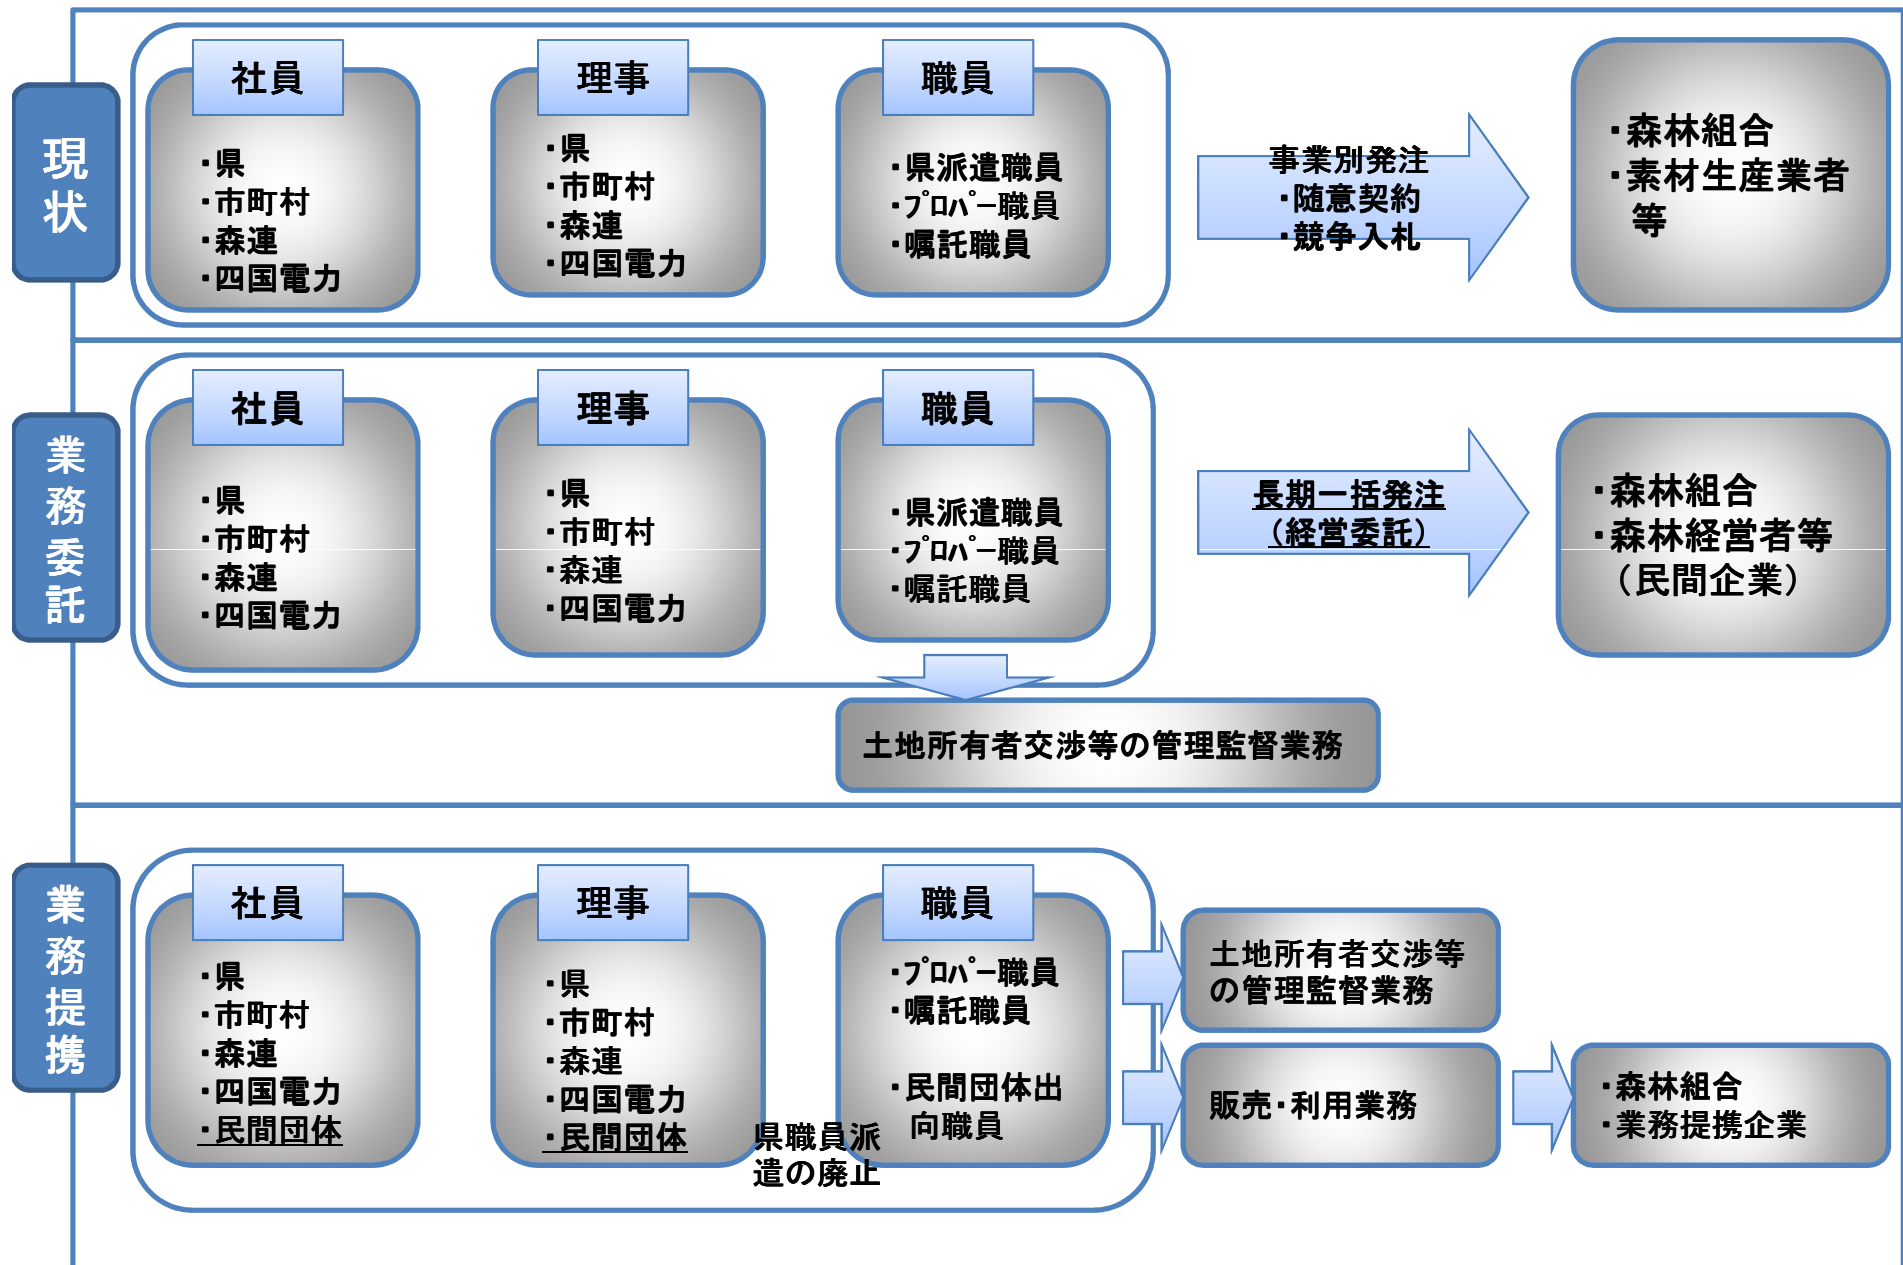 現状
社員
・県
・市町村
・森連
・四国電力
理事
・県
・市町村
・森連
・四国電力
職員
・県派遣職員
・ﾌﾟﾛﾊﾟｰ職員
・嘱託職員
事業別発注
・随意契約
・競争入札
・森林組合
・素材生産業者
等
業務委託
社員
・県
・市町村
・森連
・四国電力
理事
・県
・市町村
・森連
・四国電力
職員
・県派遣職員
・ﾌﾟﾛﾊﾟｰ職員
・嘱託職員
長期一括発注
（経営委託）
・森林組合
・森林経営者等
（民間企業）
土地所有者交渉等の管理監督業務
業務提携
社員
・県
・市町村
・森連
・四国電力
・民間団体
理事
・県
・市町村
・森連
・四国電力
・民間団体
県職員派
遣の廃止
職員
・ﾌﾟﾛﾊﾟｰ職員
・嘱託職員
・民間団体出
向職員
土地所有者交渉等
の管理監督業務
販売・利用業務
・森林組合
・業務提携企業